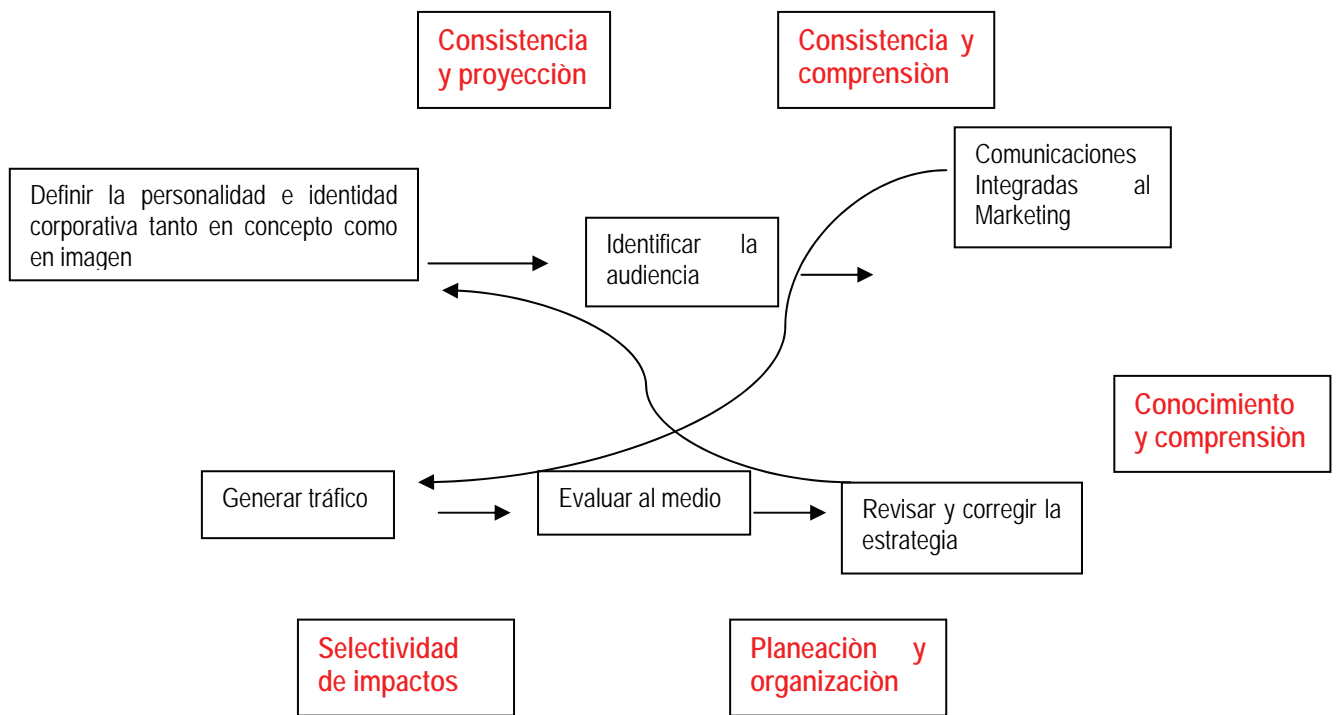 Consistencia
y proyecciòn
Consistencia y
comprensiòn
Comunicaciones
Integradas al
Marketing
Definir la personalidad e identidad
corporativa tanto en concepto como
en imagen
Identificar la
audiencia
Conocimiento
y comprensiòn
Generar tráfico
Evaluar al medio
Revisar y corregir la
estrategia
Selectividad
de impactos
Planeaciòn y
organizaciòn